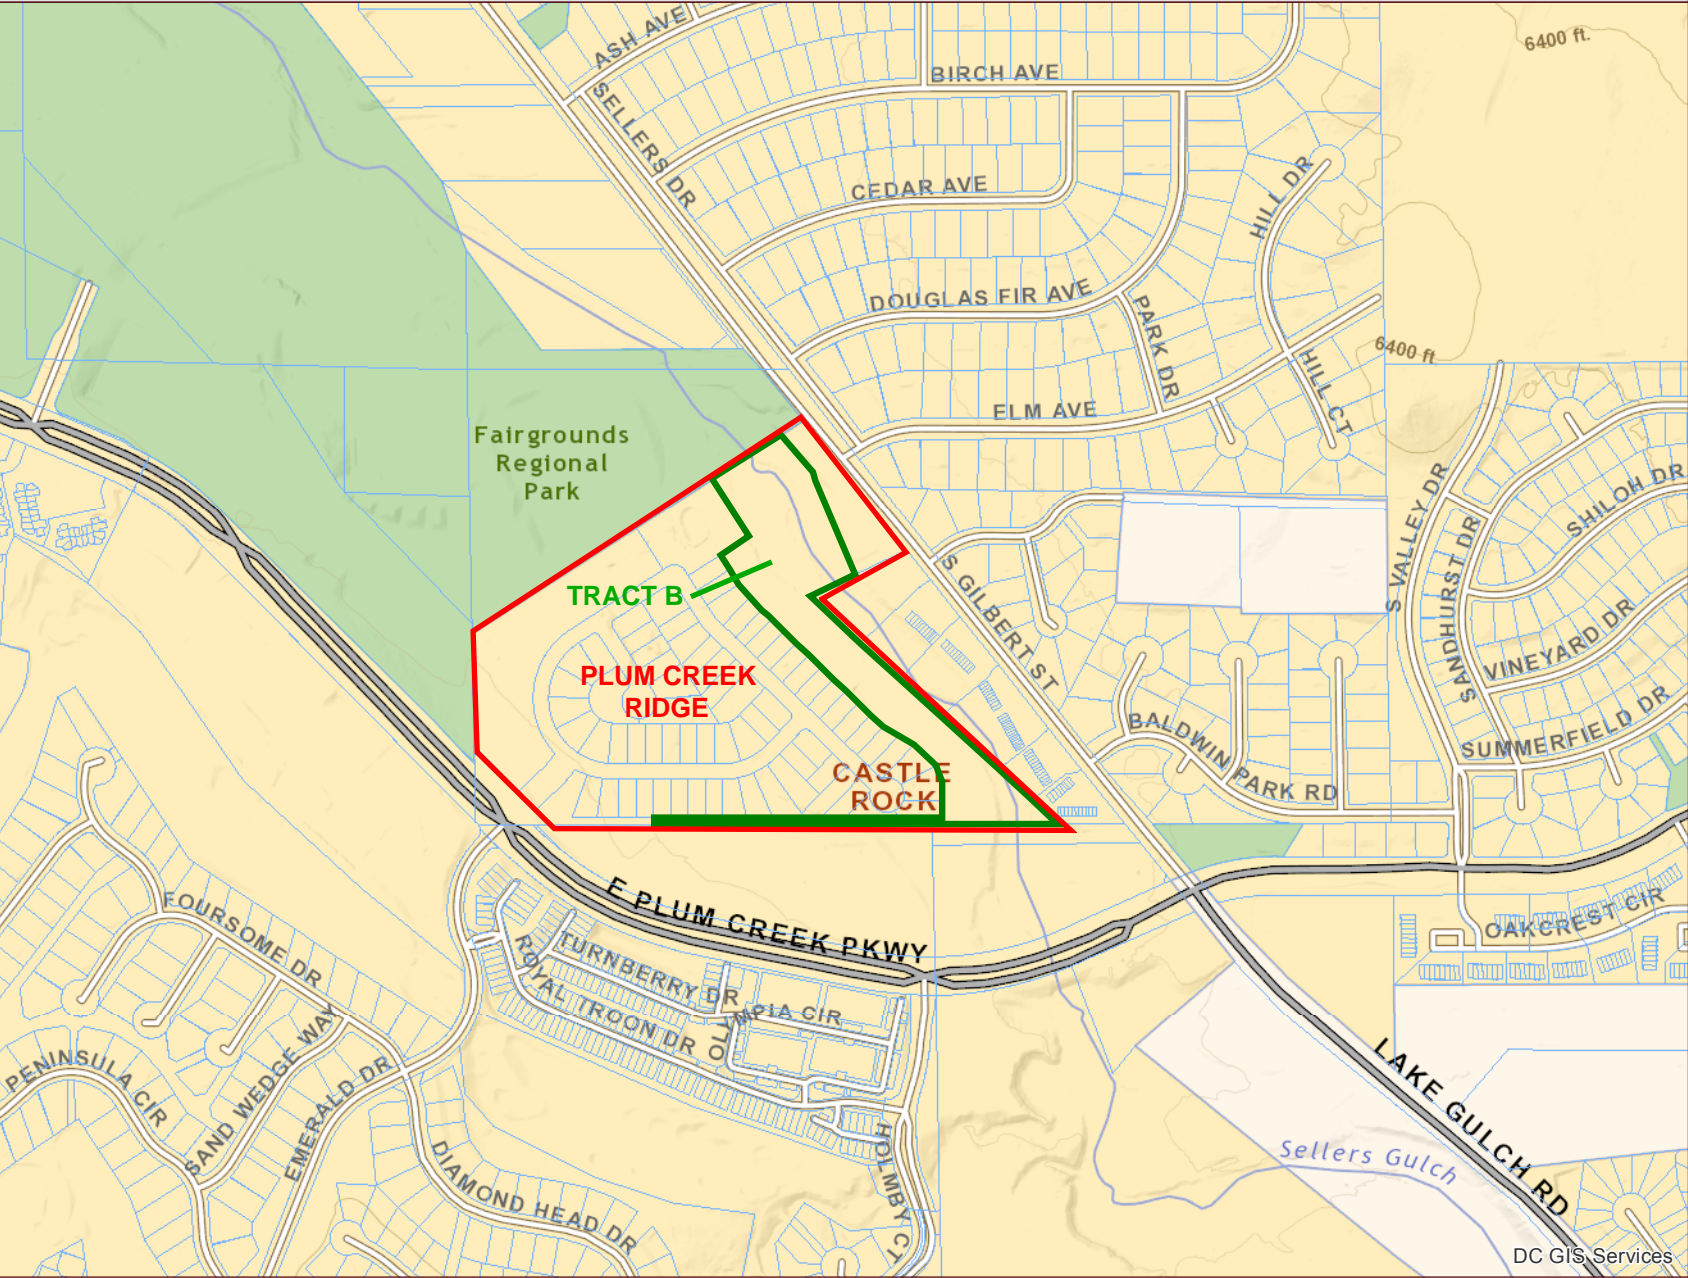 6400 ft.
ASH AVE
BIRCH AVE
SELLERS DR
CEDAR AVE
HILL DR
DOUGLAS FIR AVE
PARK DR
6400 ft
HILL CT
ELM AVE
Fairgrounds
Regional
Park
S VALLEY DR
SHILOH DR
SANDHURST DR
TRACT B
S GILBERT ST
VINEYARD DR
PLUM CREEK
RIDGE
SUMMERFIELD DR
BALDWIN PARK RD
CASTLE
ROCK
E PLUM CREEK PKWY
FOURSOME DR
OAKCREST CIR
TURNBERRY DR
ROYAL TROON DR
OLYMPIA CIR
SAND WEDGE WAY
PENINSULA CIR
EMERALD DR
LAKE GULCH RD
Sellers Gulch
HOLMBY CT
DIAMOND HEAD DR
DC GIS Services